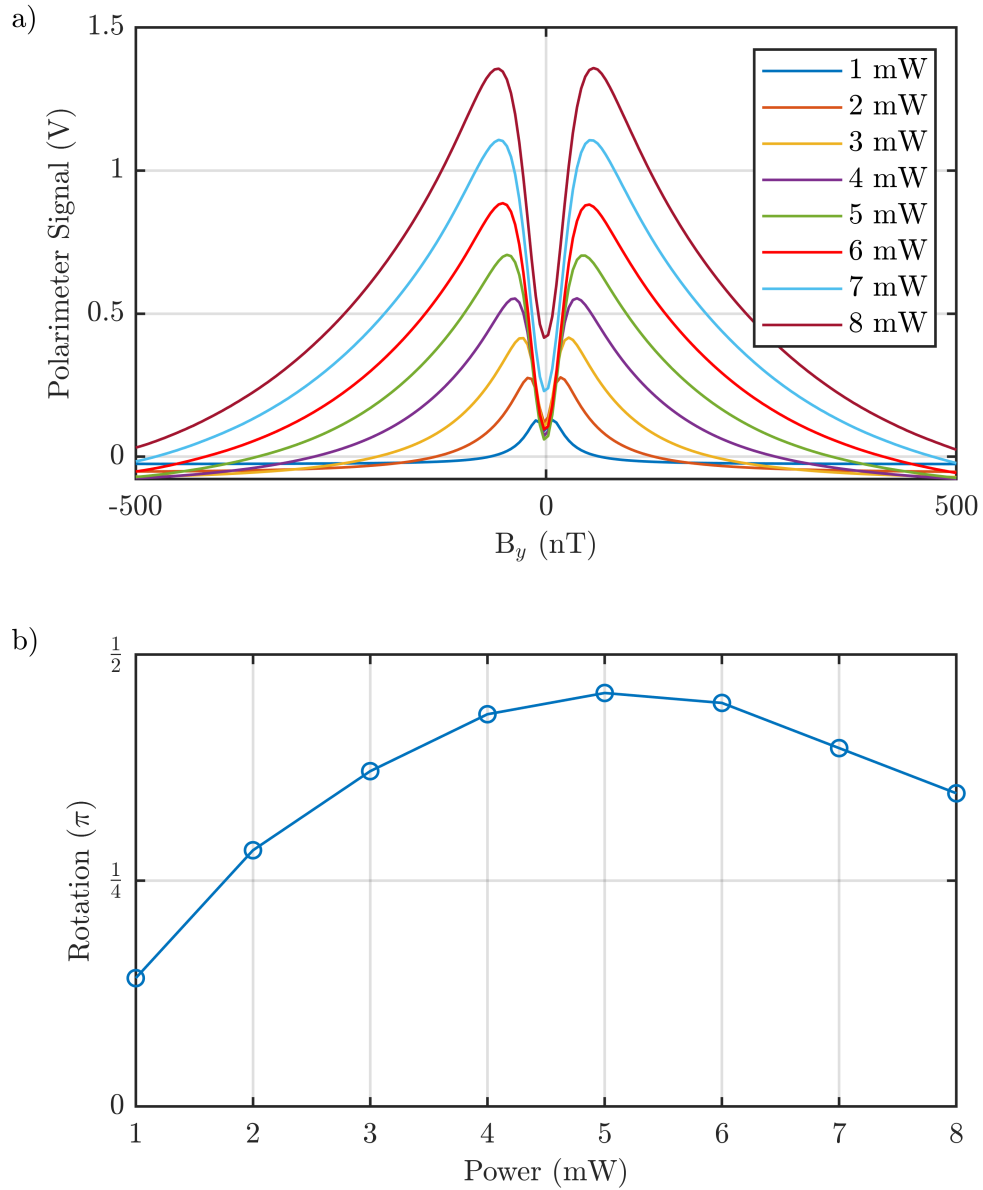 a)
1.5
1
0.5
0
Polarimeter Signal (V)
1 mW
2 mW
3 mW
4 mW
5 mW
6 mW
7 mW
8 mW
-500 0 500
B_y (nT)
b)
1/2
1/4
0
Rotation (π)
1 2 3 4 5 6 7 8
Power (mW)